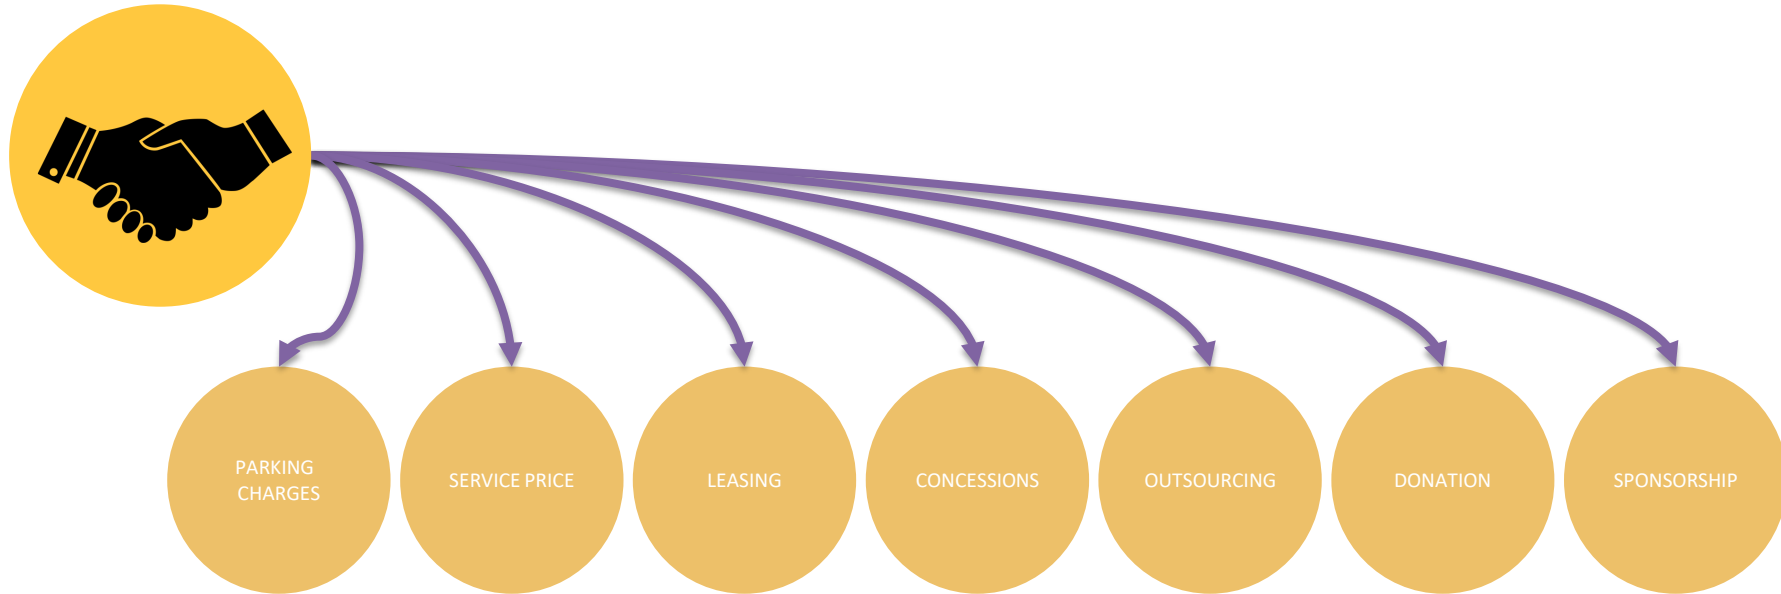 PARKING
CHARGES
SERVICE PRICE
LEASING
CONCESSIONS
OUTSOURCING
DONATION
SPONSORSHIP